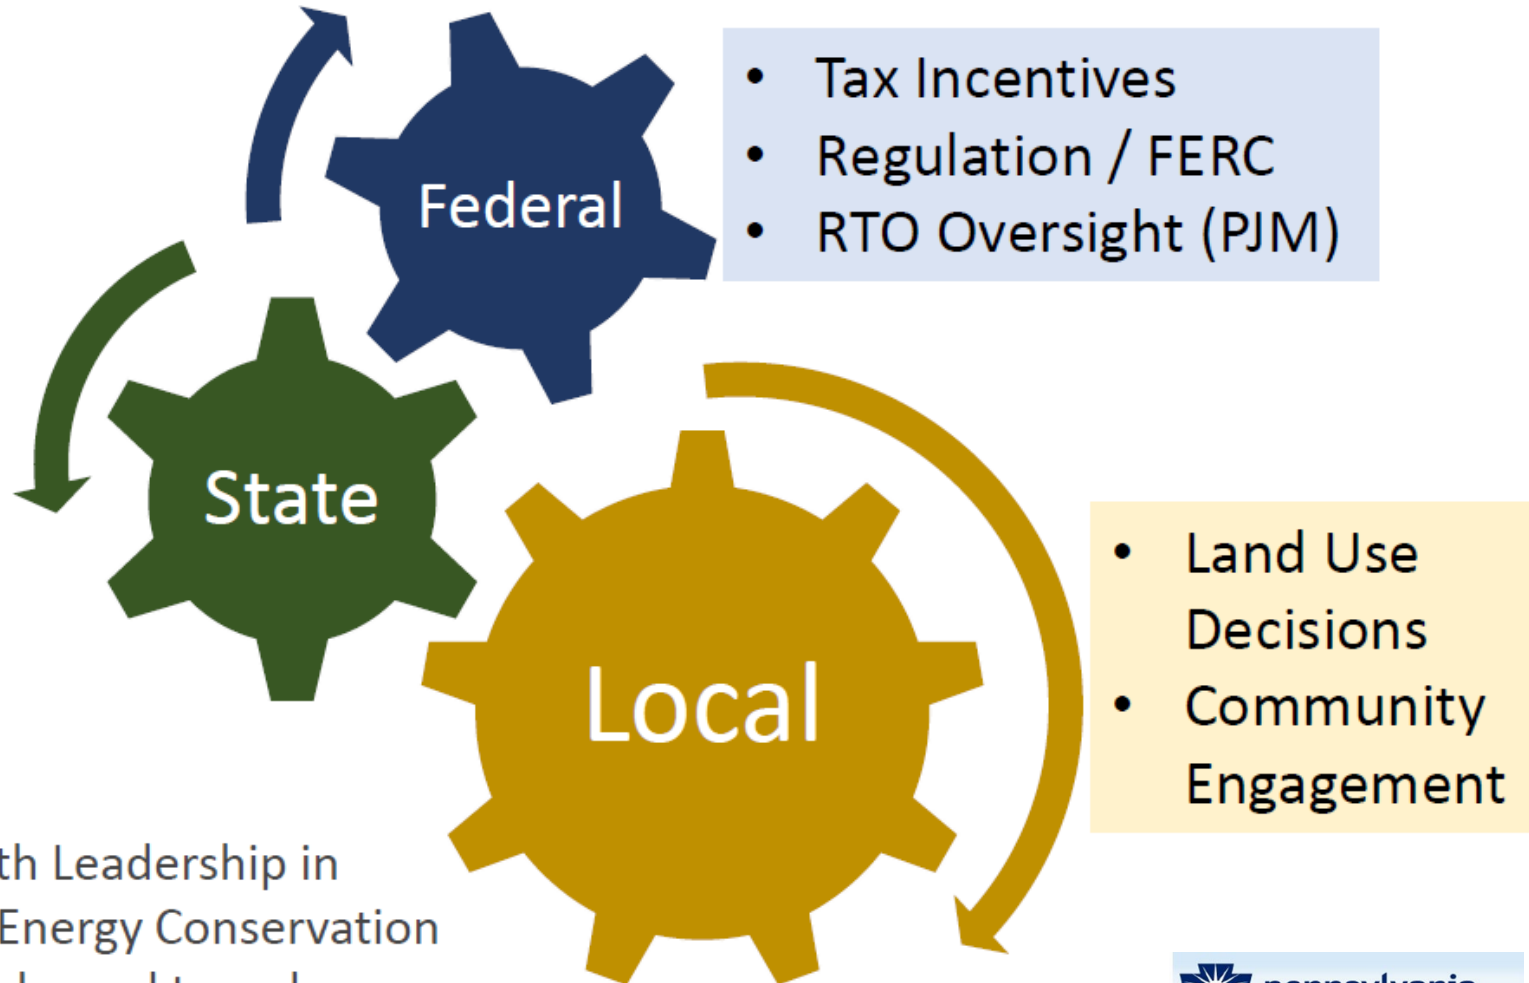 Federal
• Tax Incentives
• Regulation / FERC
• RTO Oversight (PJM)
State
Local
• Land Use
Decisions
• Community
Engagement
th Leadership in
Energy Conservation
pennsylvania